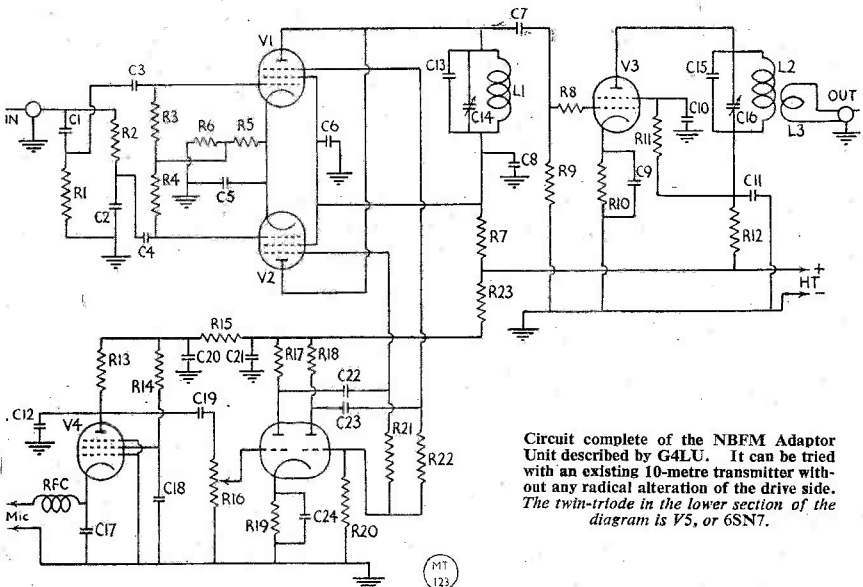 C7
V1
C3
C13
L1
C14
V3
C15
L2
C16
L3
OUT
IN
C1
R2
R3
R6
R5
C6
R8
R11
C10
R1
R4
C5
C8
R9
R10
C9
C11
C2
C4
V2
R7
R12
+
HT
−
R23
R15
R13
R14
C20
C21
R17
R18
C22
C23
C12
V4
C19
R21
R22
RFC
Mic
C17
C18
R16
R19
C24
R20
MT
123
Circuit complete of the NBFM Adaptor
Unit described by G4LU. It can be tried
with an existing 10-metre transmitter with-
out any radical alteration of the drive side.
The twin-triode in the lower section of the
diagram is V5, or 6SN7.